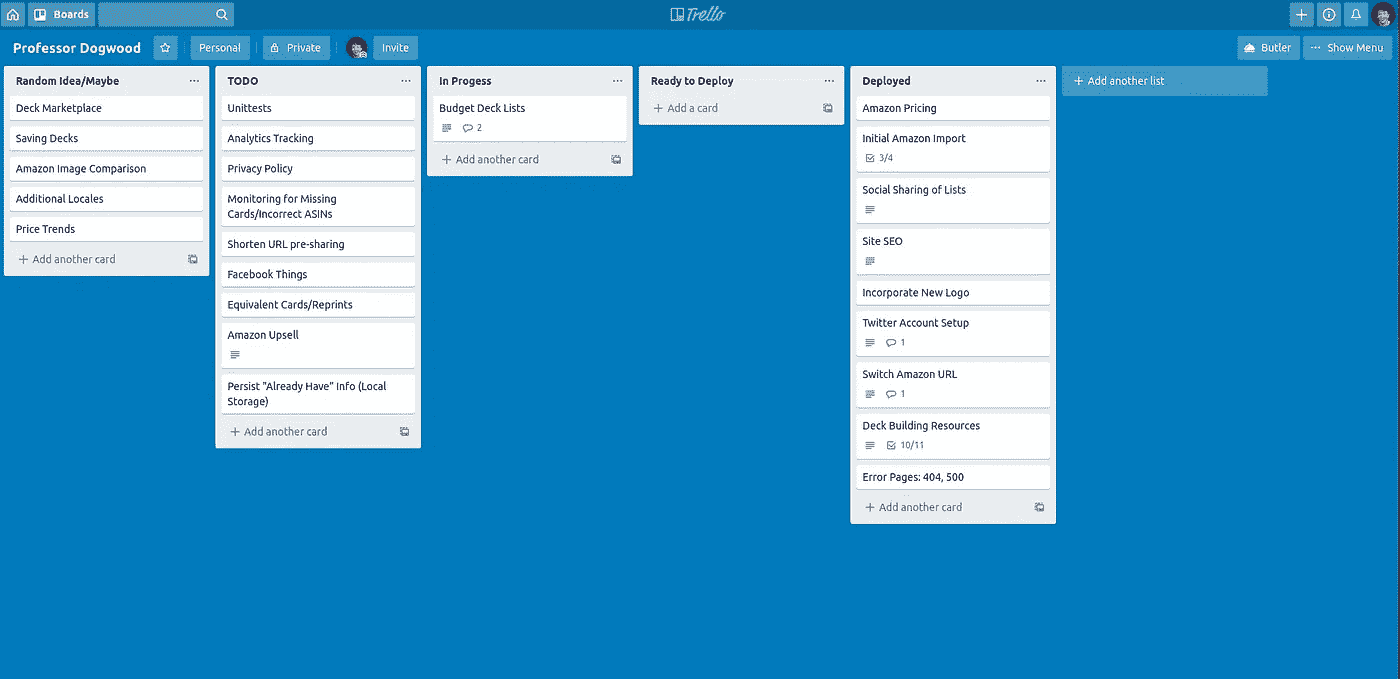 Boards
Trello
Professor Dogwood
Personal
Private
Invite
Butler
Show Menu
Random Idea/Maybe
Deck Marketplace
Saving Decks
Amazon Image Comparison
Additional Locales
Price Trends
Add another card
TODO
Unittests
Analytics Tracking
Privacy Policy
Monitoring for Missing
Cards/Incorrect ASINs
Shorten URL pre-sharing
Facebook Things
Equivalent Cards/Reprints
Amazon Upsell
Persist "Already Have" Info (Local
Storage)
Add another card
In Progess
Budget Deck Lists
2
Add another card
Ready to Deploy
Add a card
Deployed
Amazon Pricing
Initial Amazon Import
3/4
Social Sharing of Lists
Site SEO
Incorporate New Logo
Twitter Account Setup
1
Switch Amazon URL
1
Deck Building Resources
10/11
Error Pages: 404, 500
Add another card
Add another list